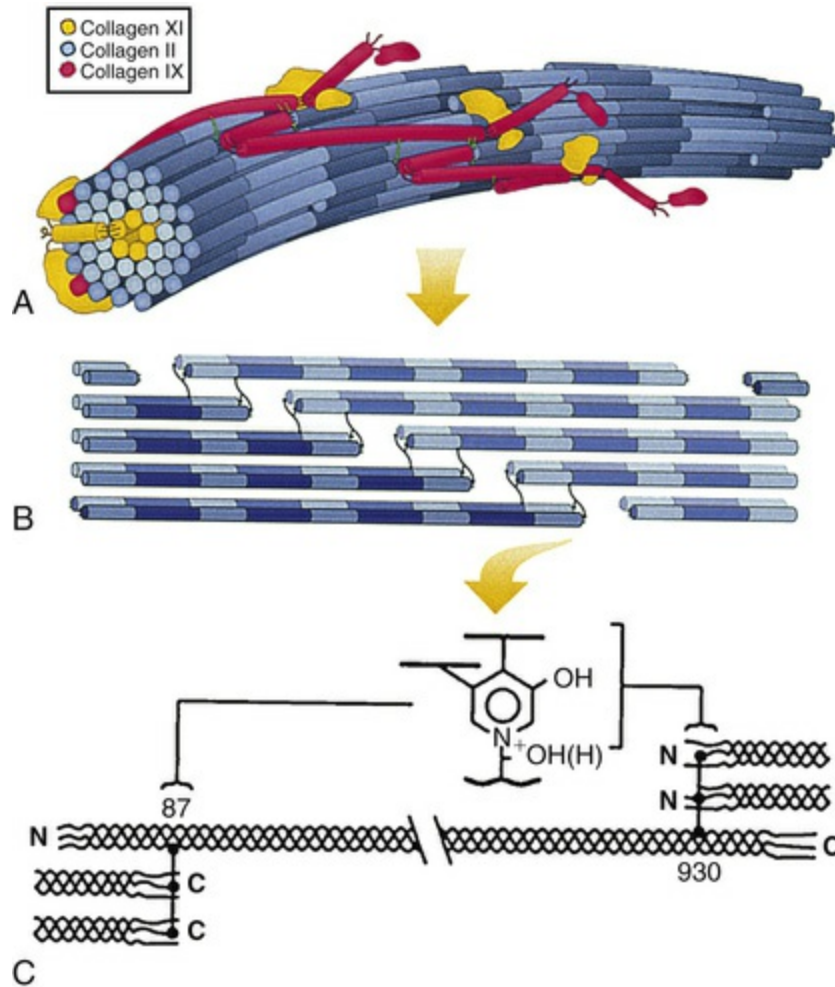 Collagen XI
Collagen II
Collagen IX
A
B
OH
N+
OH(H)
87
N
N
N
C
930
C
C
C